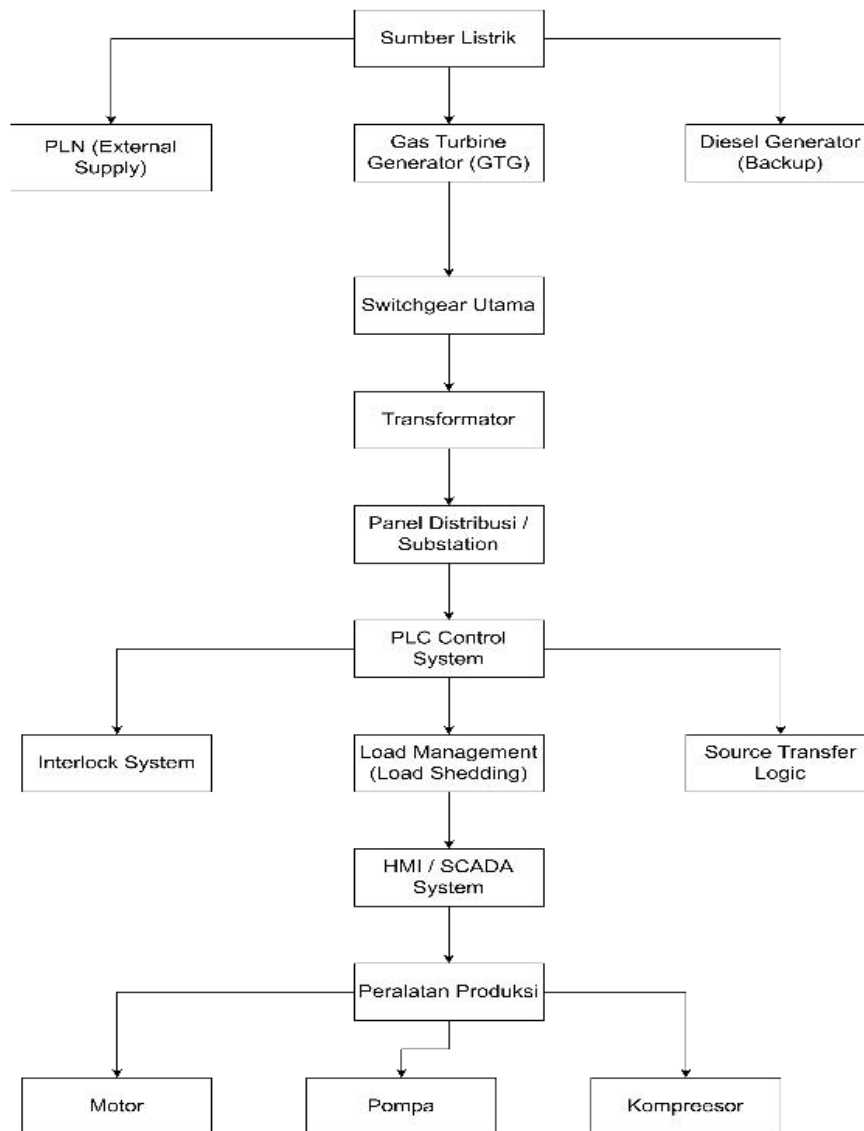 Sumber Listrik
PLN (External
Supply)
Gas Turbine
Generator (GTG)
Diesel Generator
(Backup)
Switchgear Utama
Transformator
Panel Distribusi /
Substation
PLC Control
System
Interlock System
Load Management
(Load Shedding)
Source Transfer
Logic
HMI / SCADA
System
Peralatan Produksi
Motor
Pompa
Kompreesor